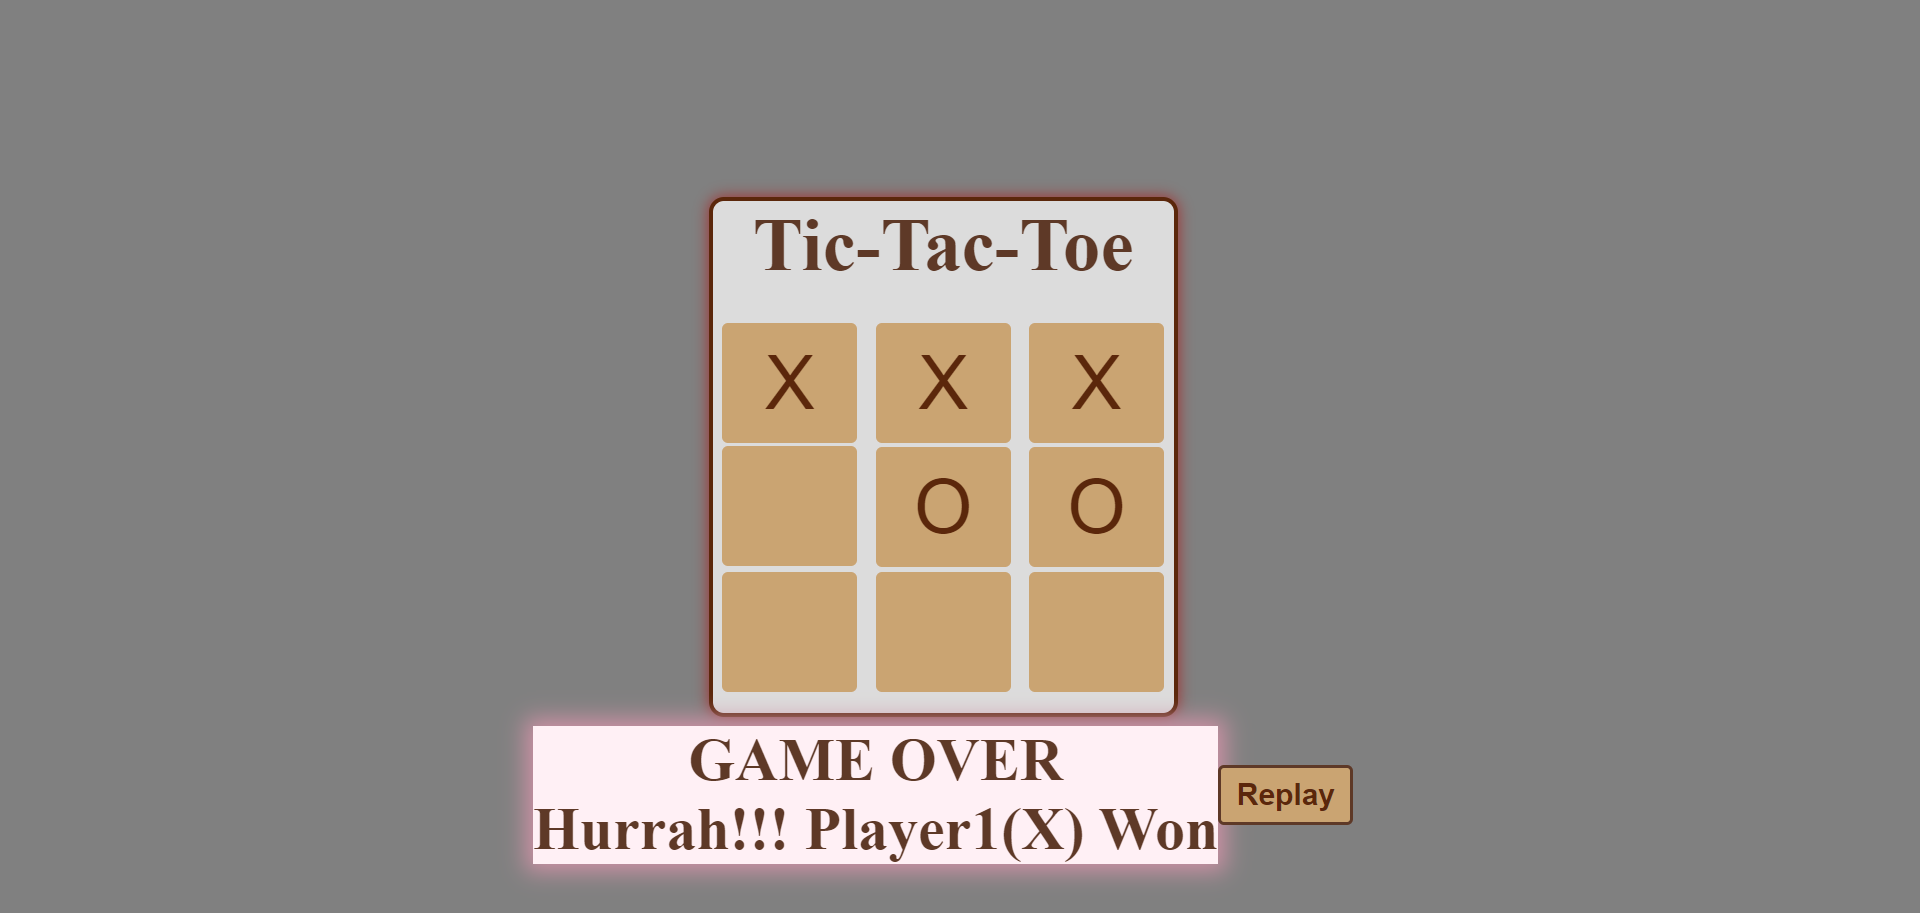 Tic-Tac-Toe
X X X
O O
GAME OVER
Hurrah!!! Player1(X) Won
Replay